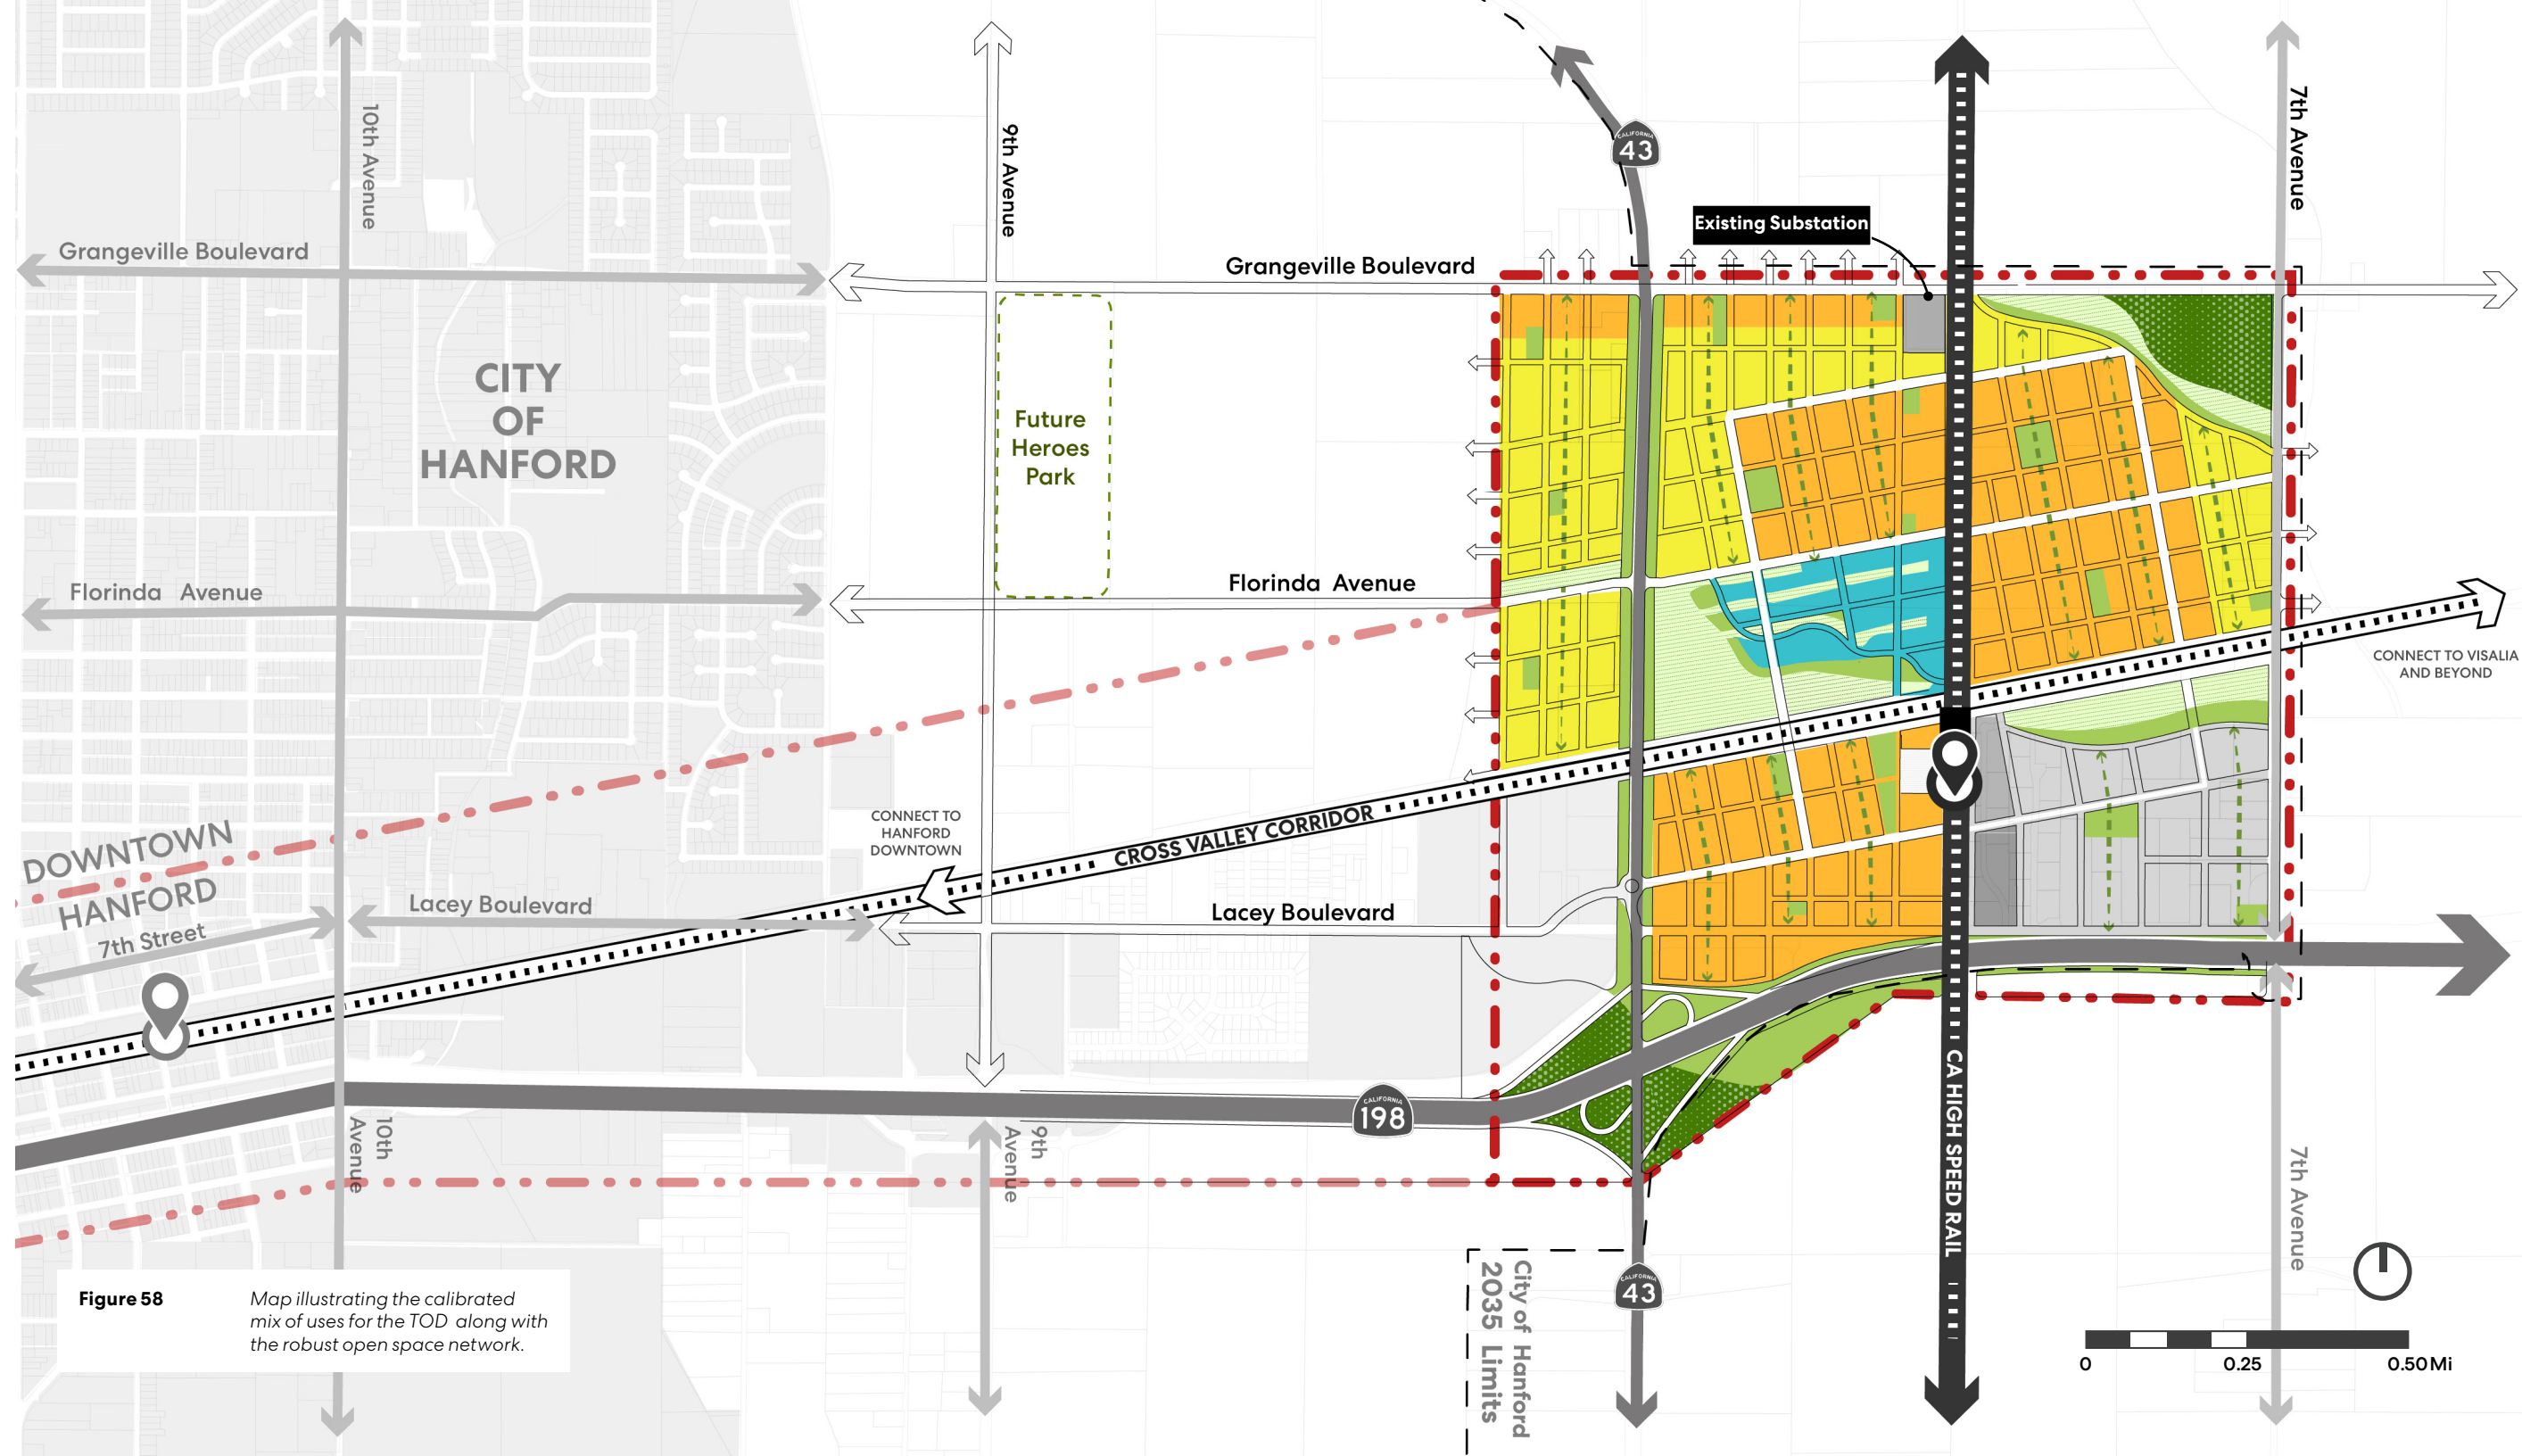 10th Avenue
9th Avenue
CALIFORNIA
43
7th Avenue
Existing Substation
Grangeville Boulevard
Grangeville Boulevard
CITY
OF
HANFORD
Future
Heroes
Park
Florinda Avenue
Florinda Avenue
CONNECT TO VISALIA
AND BEYOND
CONNECT TO
HANFORD
DOWNTOWN
CROSS VALLEY CORRIDOR
DOWNTOWN
HANFORD
7th Street
Lacey Boulevard
Lacey Boulevard
CALIFORNIA
198
10th
Avenue
9th
Avenue
CA HIGH SPEED RAIL
7th Avenue
City of Hanford
2035 Limits
CALIFORNIA
43
Figure 58
Map illustrating the calibrated
mix of uses for the TOD along with
the robust open space network.
0 0.25 0.50 Mi